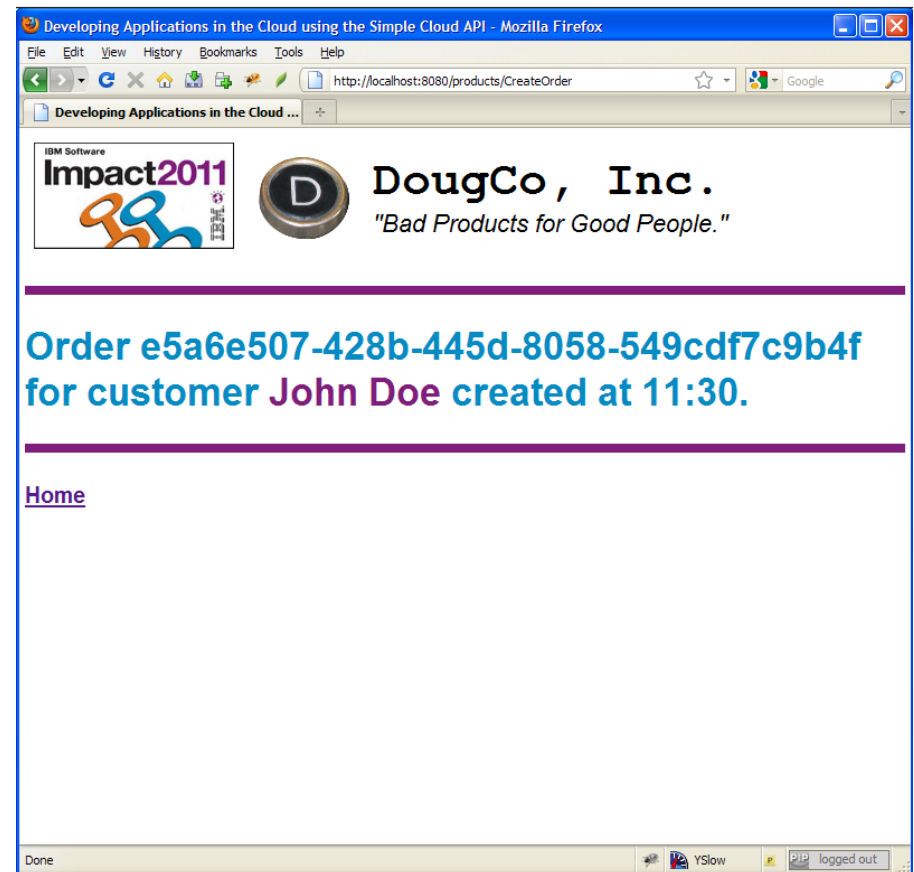 Developing Applications in the Cloud using the Simple Cloud API - Mozilla Firefox
File Edit View History Bookmarks Tools Help
http://localhost:8080/products/CreateOrder
Google
Developing Applications in the Cloud ...
IBM Software
Impact2011
IBM
D
DougCo, Inc.
"Bad Products for Good People."
Order e5a6e507-428b-445d-8058-549cdf7c9b4f
for customer John Doe created at 11:30.
Home
Done
YSlow
P
PIP
logged out